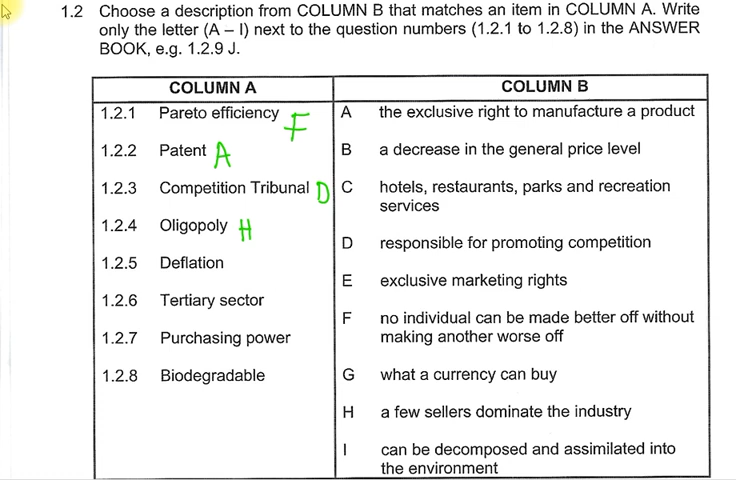 1.2 Choose a description from COLUMN B that matches an item in COLUMN A. Write
only the letter (A – I) next to the question numbers (1.2.1 to 1.2.8) in the ANSWER
BOOK, e.g. 1.2.9 J.
COLUMN A
1.2.1 Pareto efficiency F
1.2.2 Patent A
1.2.3 Competition Tribunal D
1.2.4 Oligopoly H
1.2.5 Deflation
1.2.6 Tertiary sector
1.2.7 Purchasing power
1.2.8 Biodegradable
COLUMN B
A the exclusive right to manufacture a product
B a decrease in the general price level
C hotels, restaurants, parks and recreation
services
D responsible for promoting competition
E exclusive marketing rights
F no individual can be made better off without
making another worse off
G what a currency can buy
H a few sellers dominate the industry
I can be decomposed and assimilated into
the environment